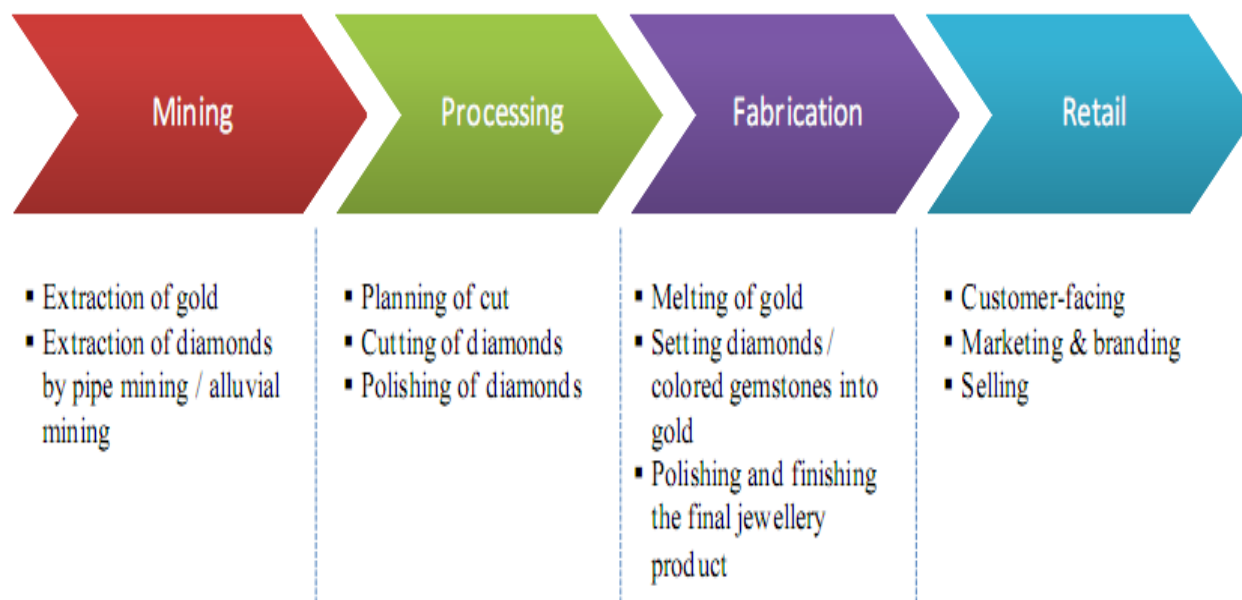 Mining
Processing
Fabrication
Retail
▪ Extraction of gold
▪ Extraction of diamonds
by pipe mining / alluvial
mining
▪ Planning of cut
▪ Cutting of diamonds
▪ Polishing of diamonds
▪ Melting of gold
▪ Setting diamonds /
colored gemstones into
gold
▪ Polishing and finishing
the final jewellery
product
▪ Customer-facing
▪ Marketing & branding
▪ Selling